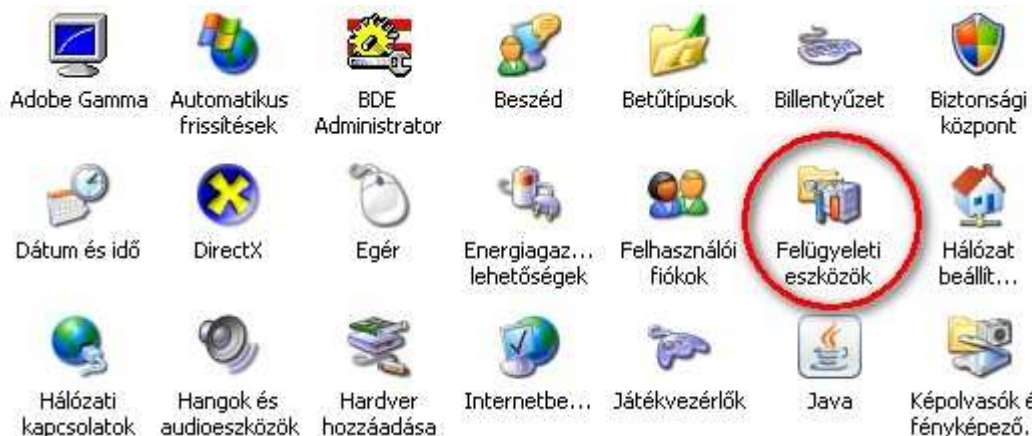 Adobe Gamma
Automatikus
frissítések
BDE
Administrator
Beszéd
Betűtípusok
Billentyűzet
Biztonsági
központ
Dátum és idő
DirectX
Egér
Energiagaz...
lehetőségek
Felhasználói
fiókok
Felügyeleti
eszközök
Hálózat
beállít...
Hálózati
kapcsolatok
Hangok és
audioeszközök
Hardver
hozzáadása
Internetbe...
Játékvezérlők
Java
Képolvasók é
fényképező.